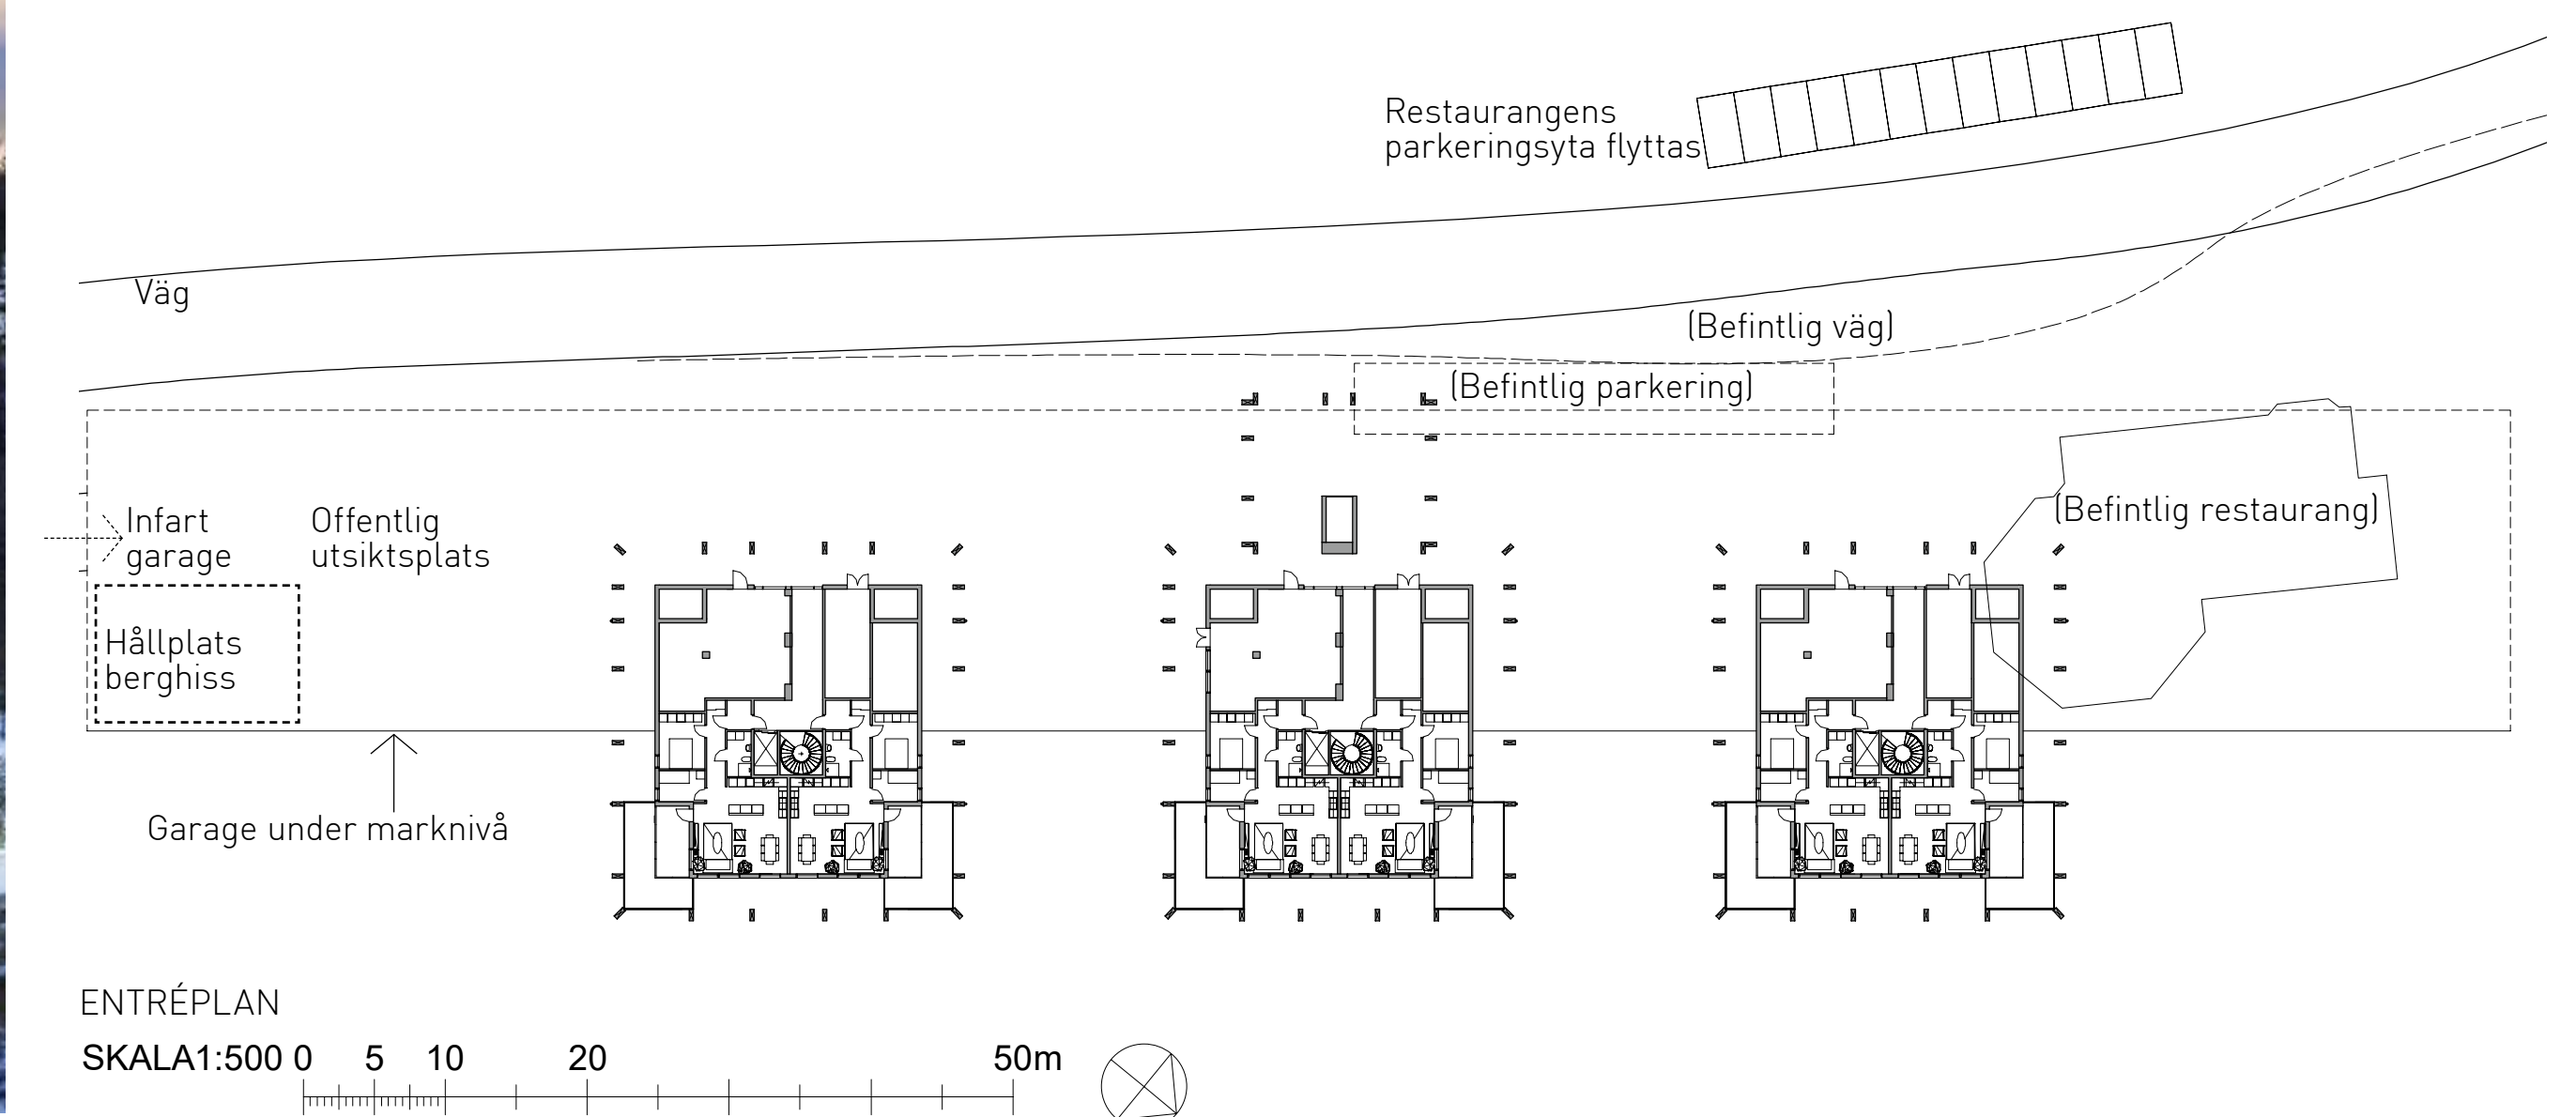 Restaurangens
parkeringsyta flyttas
Väg
(Befintlig väg)
(Befintlig parkering)
Infart
garage
Offentlig
utsiktsplats
(Befintlig restaurang)
Hållplats
berghiss
Garage under marknivå
ENTRÉPLAN
SKALA1:500 0 5 10 20 50m